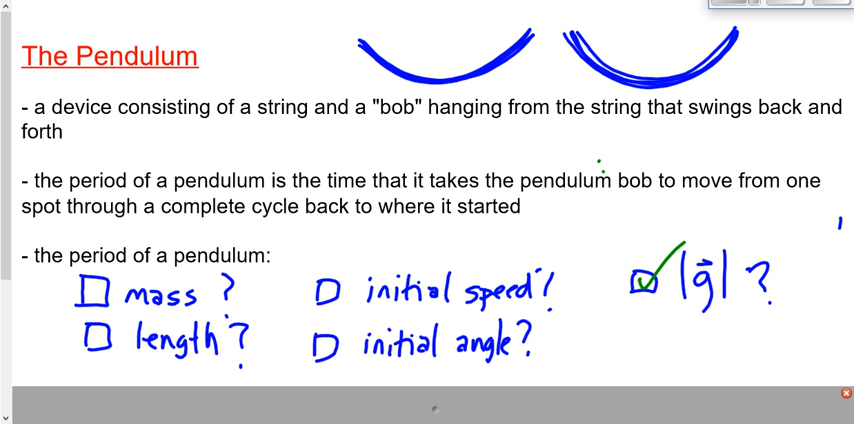 The Pendulum
- a device consisting of a string and a "bob" hanging from the string that swings back and
forth
- the period of a pendulum is the time that it takes the pendulum bob to move from one
spot through a complete cycle back to where it started
- the period of a pendulum:
mass ? initial speed? |g⃗| ?
length? initial angle?